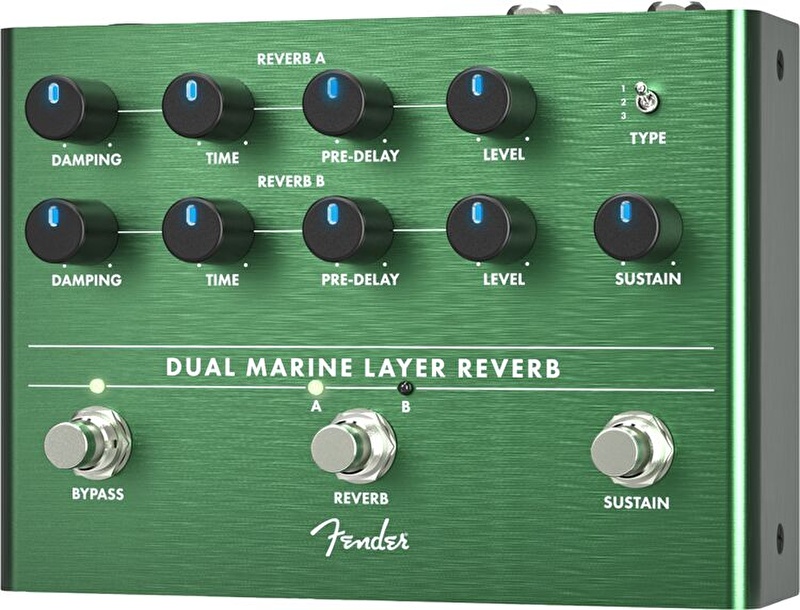 REVERB A
DAMPING TIME PRE-DELAY LEVEL
1
2
3
TYPE
REVERB B
DAMPING TIME PRE-DELAY LEVEL SUSTAIN
DUAL MARINE LAYER REVERB
A B
BYPASS REVERB SUSTAIN
Fender